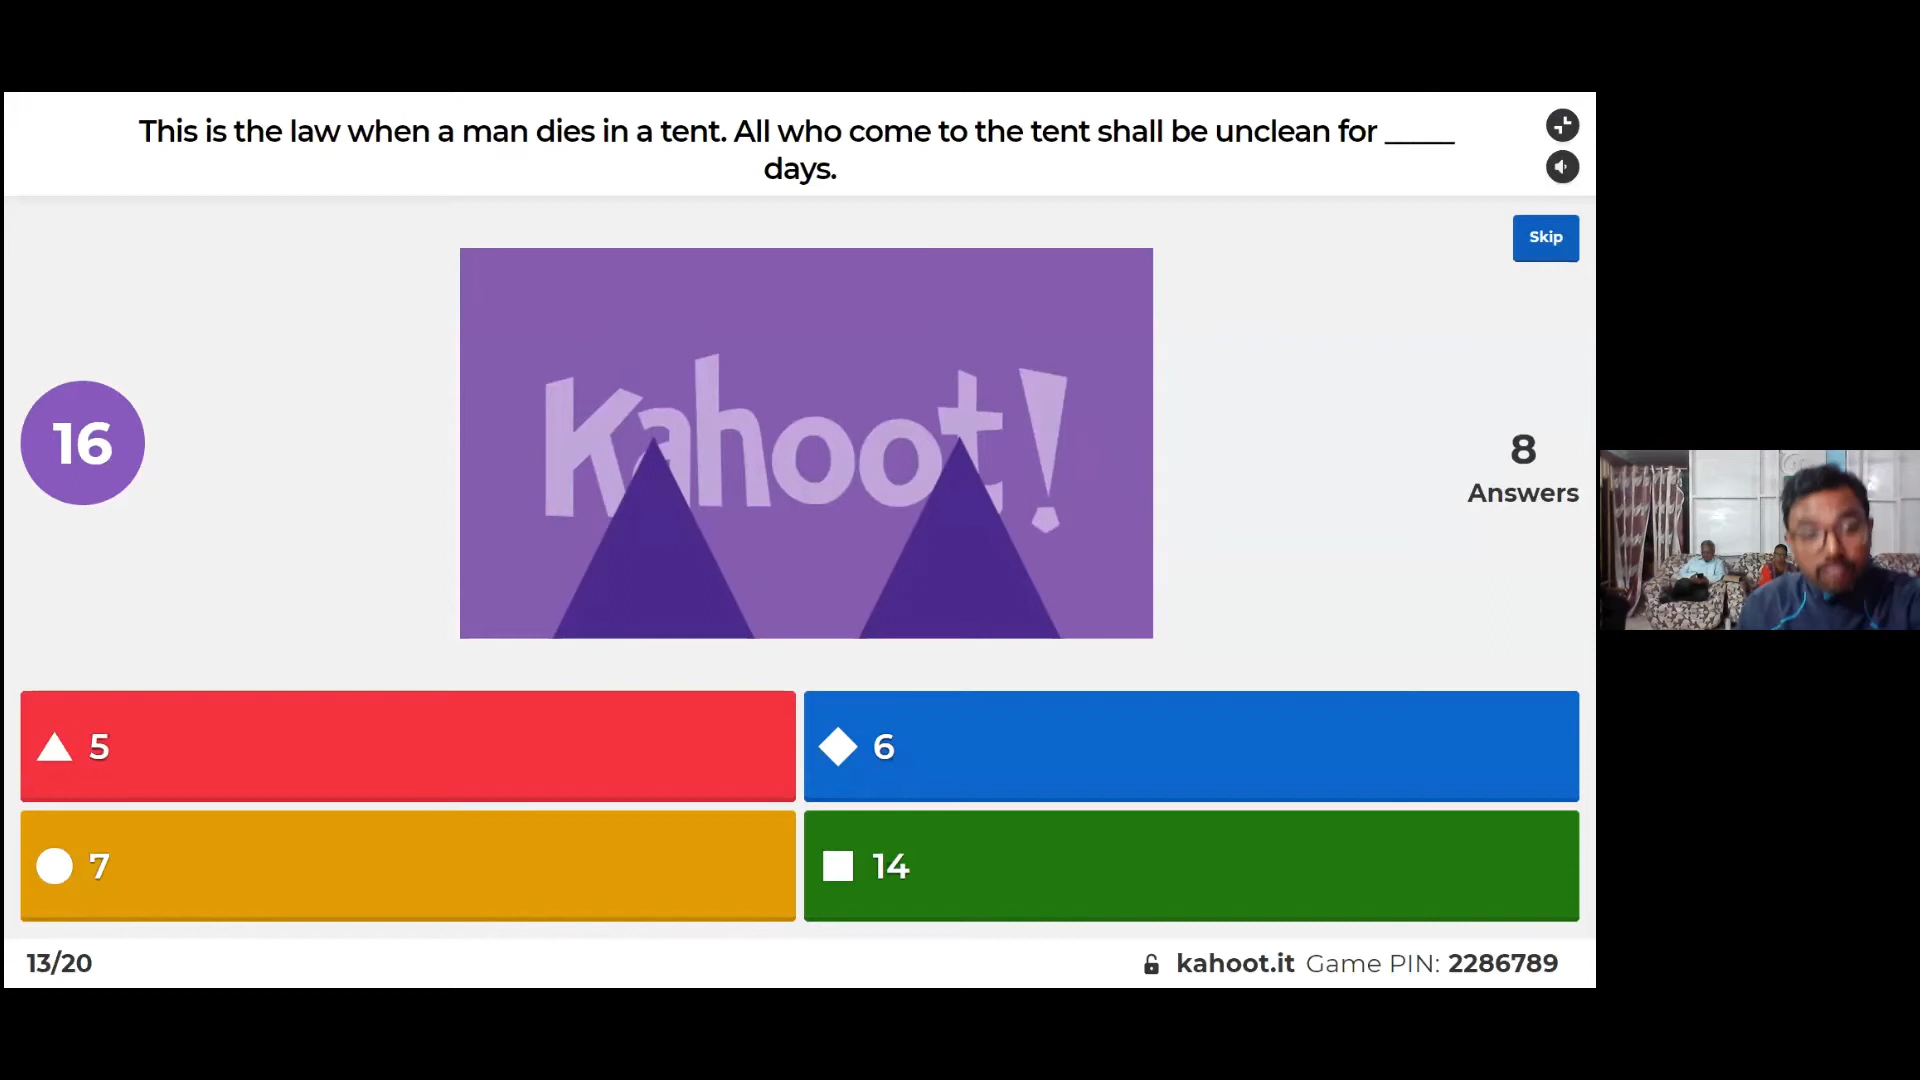 This is the law when a man dies in a tent. All who come to the tent shall be unclean for _____
days.
Skip
Kahoot!
16
8
Answers
5
6
7
14
13/20
kahoot.it Game PIN: 2286789